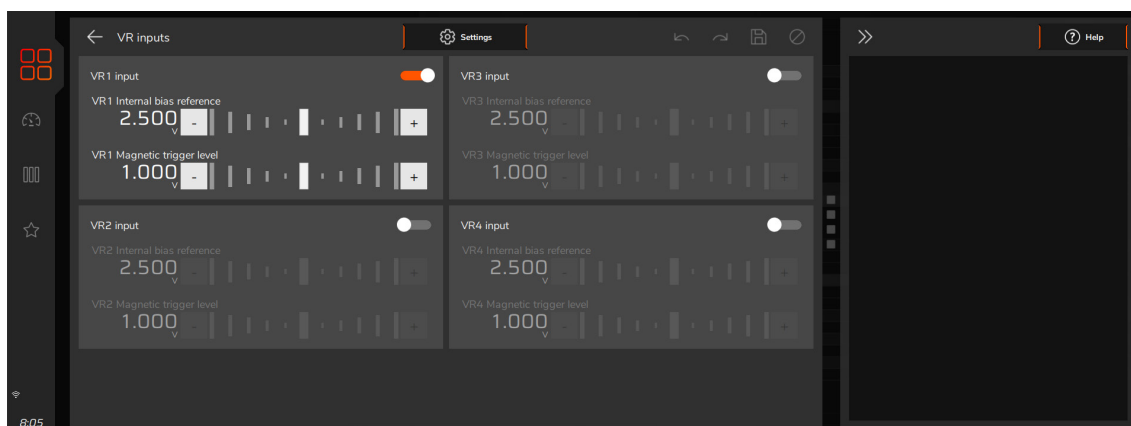 VR inputs
Settings
Help
VR1 input
VR1 Internal bias reference
2.500
V
-
+
VR1 Magnetic trigger level
1.000
V
-
+
VR3 input
VR3 Internal bias reference
2.500
V
-
+
VR3 Magnetic trigger level
1.000
V
-
+
VR2 input
VR2 Internal bias reference
2.500
V
-
+
VR2 Magnetic trigger level
1.000
V
-
+
VR4 input
VR4 Internal bias reference
2.500
V
-
+
VR4 Magnetic trigger level
1.000
V
-
+
8:05